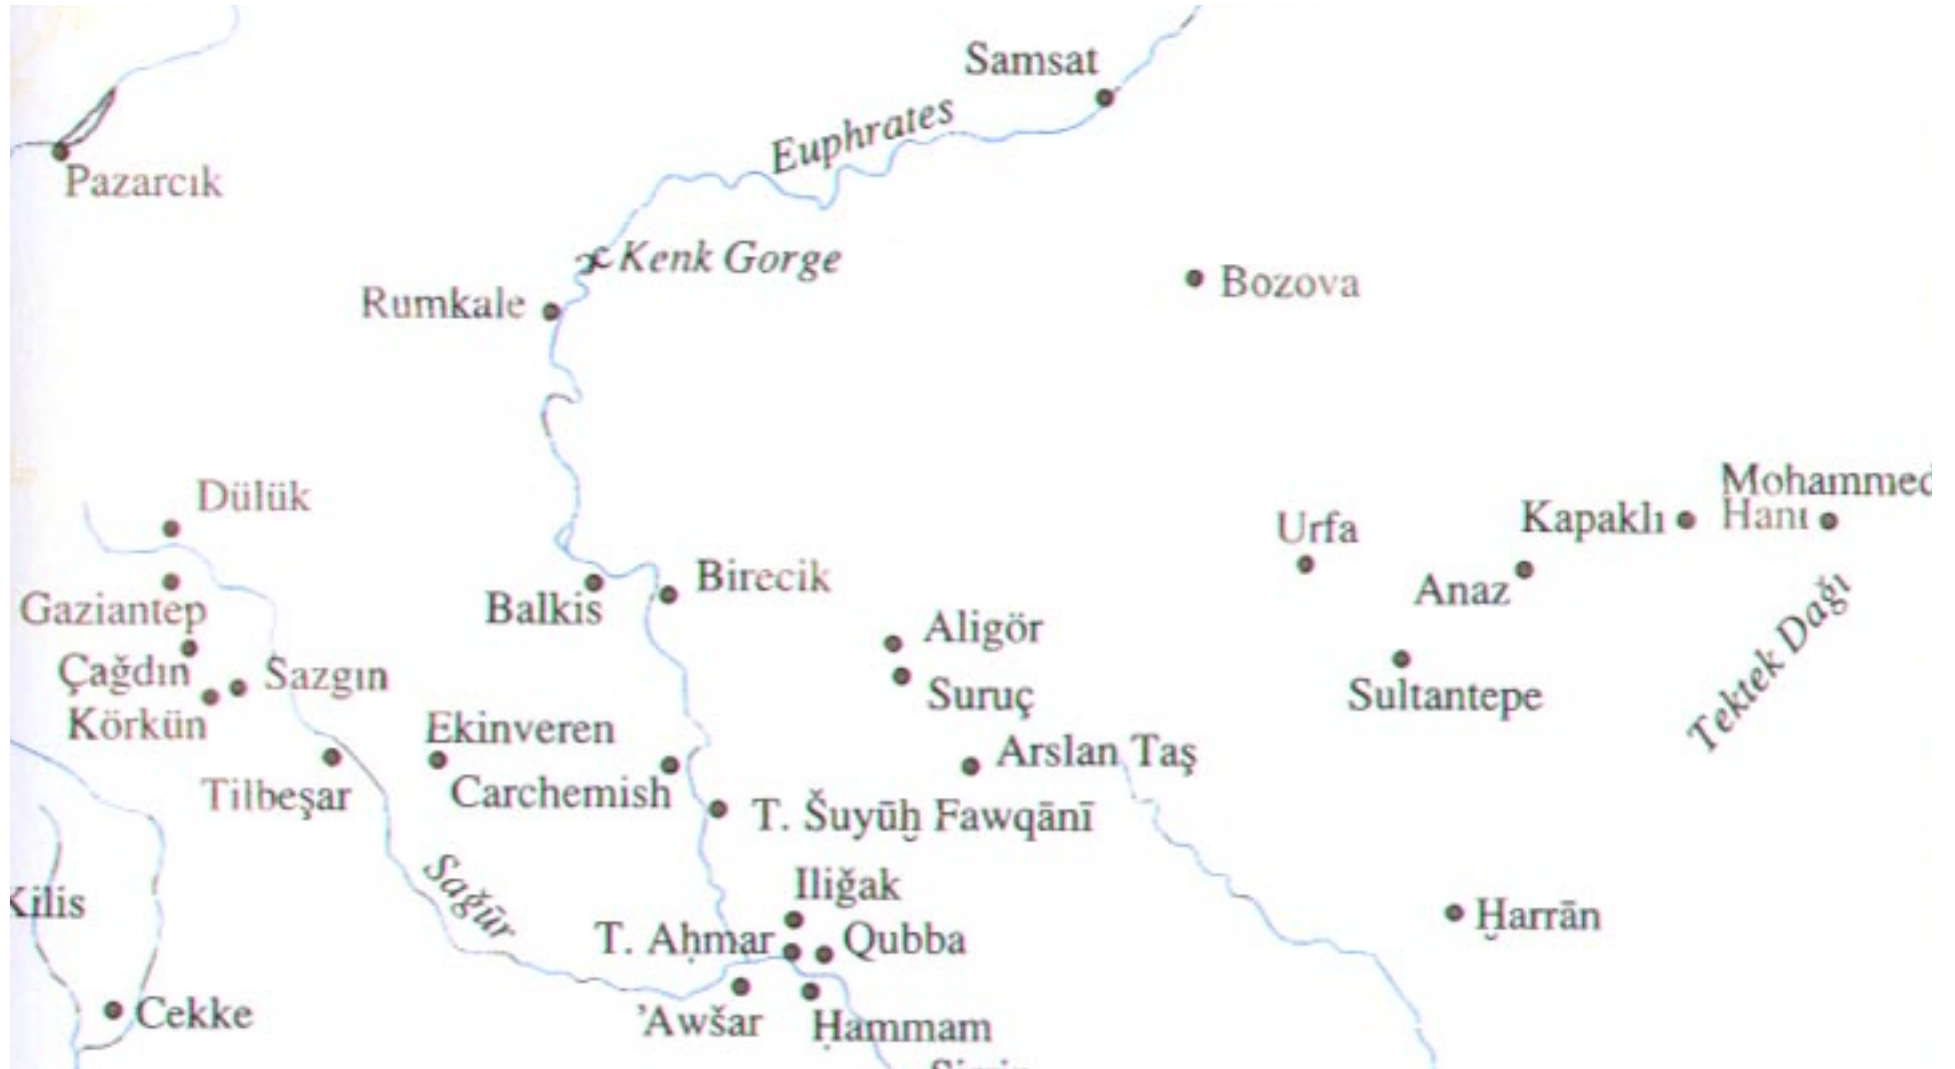 Samsat
Euphrates
Pazarcık
Kenk Gorge
Bozova
Rumkale
Dülük
Mohammed
Hanı
Kapaklı
Urfa
Birecik
Anaz
Gaziantep
Balkis
Aligör
Çağdın
Sazgın
Suruç
Sultantepe
Tektek Dağı
Körkün
Ekinveren
Arslan Taš
Tilbeşar
Carchemish
T. Šuyūḫ Fawqānī
Sağūr
Iliğak
Kilis
T. Aḥmar
Qubba
Ḫarrān
Cekke
’Awšar
Ḥammam